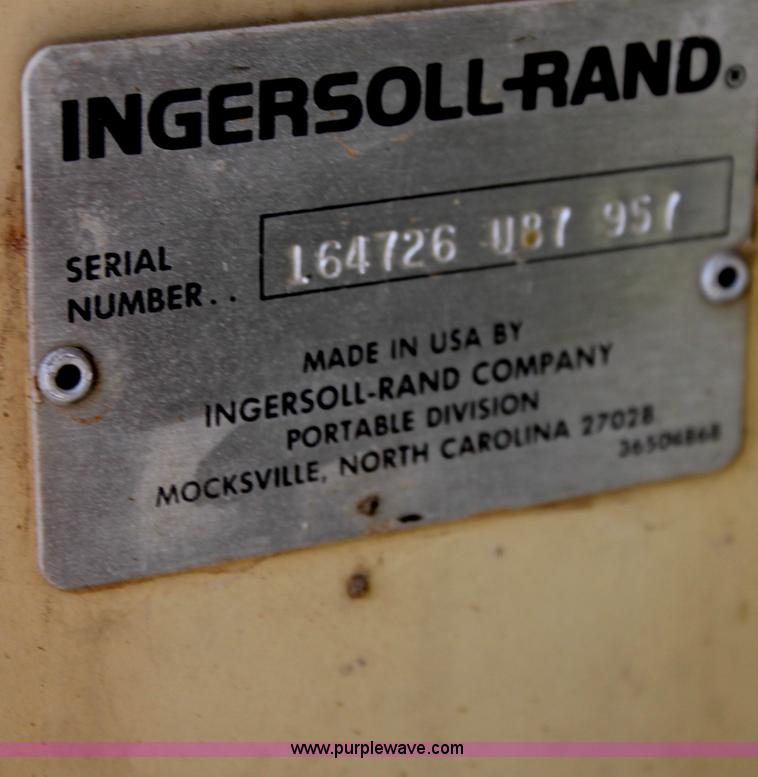 INGERSOLL-RAND®
SERIAL
NUMBER..
164726 U87 957
MADE IN USA BY
INGERSOLL-RAND COMPANY
PORTABLE DIVISION
MOCKSVILLE, NORTH CAROLINA 27028
36504868
www.purplewave.com